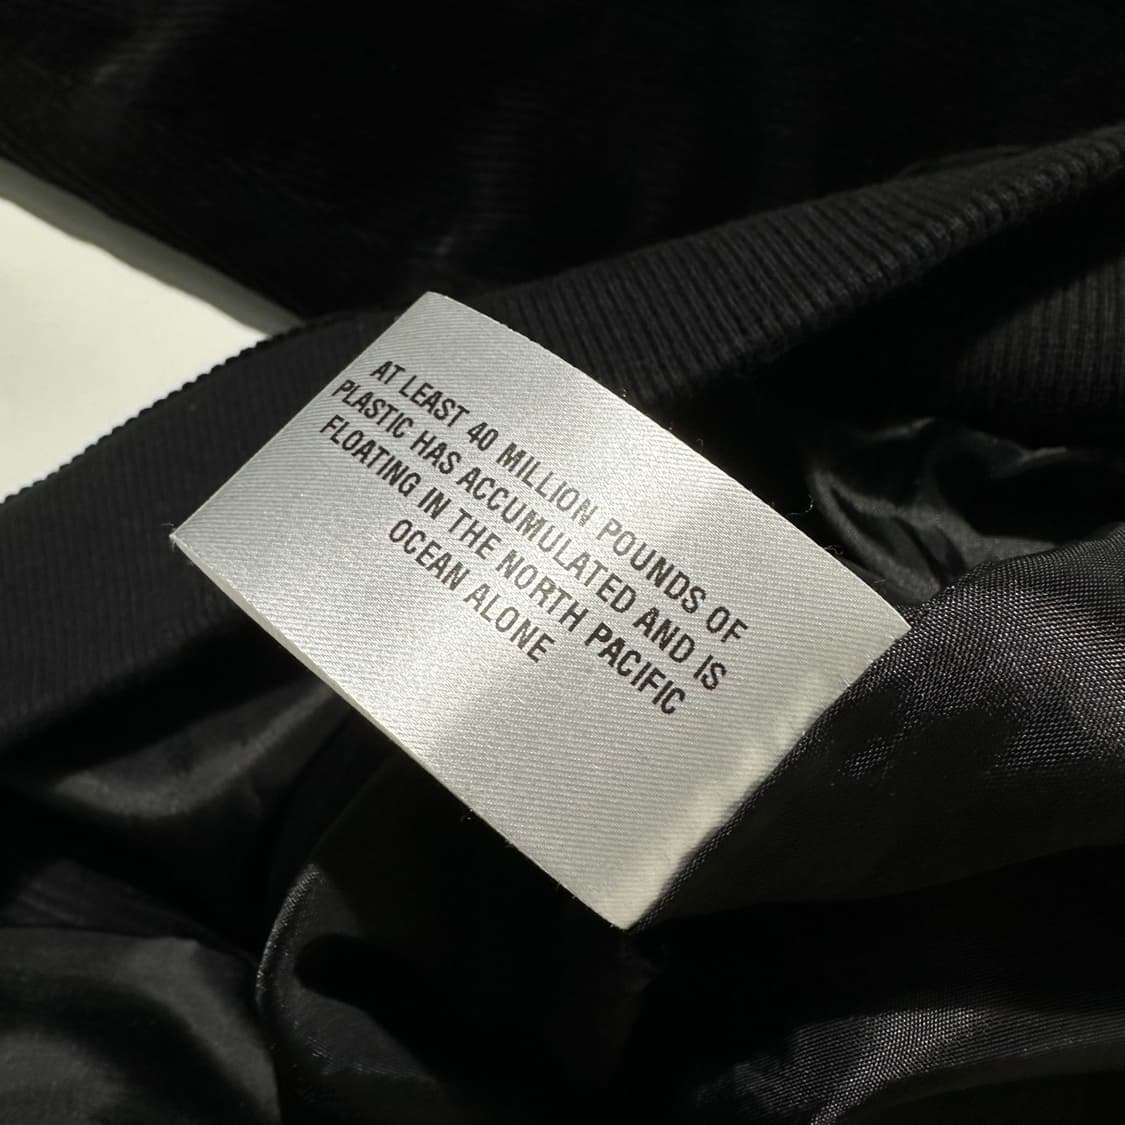 AT LEAST 40 MILLION POUNDS OF
PLASTIC HAS ACCUMULATED AND IS
FLOATING IN THE NORTH PACIFIC
OCEAN ALONE